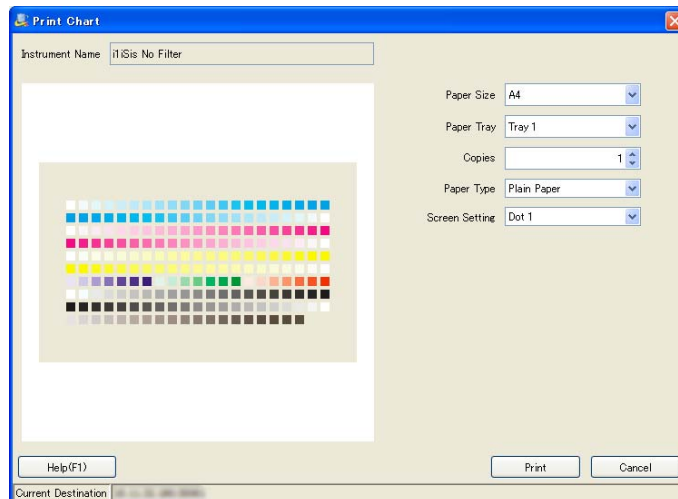 Print Chart
Instrument Name i1iSis No Filter
Paper Size A4
Paper Tray Tray 1
Copies 1
Paper Type Plain Paper
Screen Setting Dot 1
Help(F1) Print Cancel
Current Destination